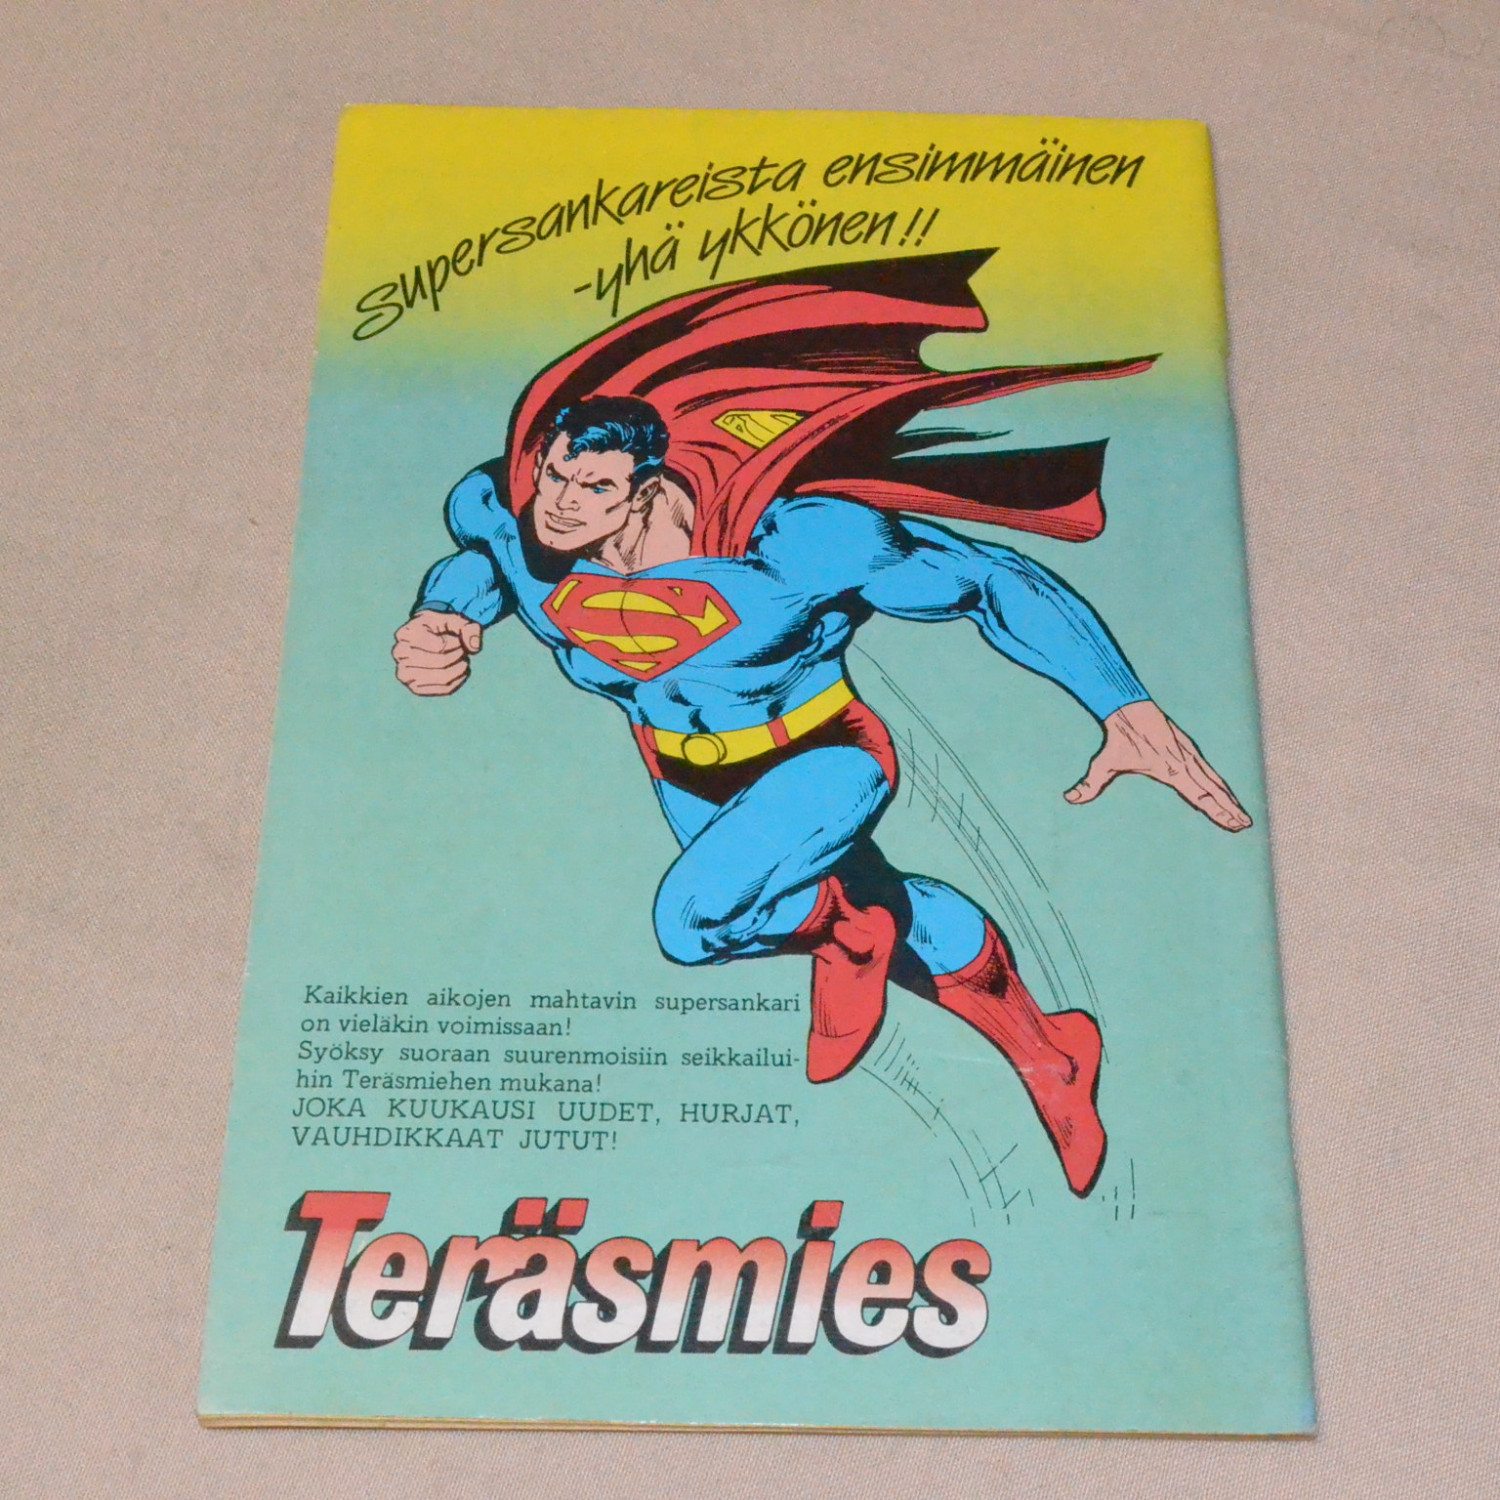 supersankareista ensimmäinen
-yhä ykkönen!!
Kaikkien aikojen mahtavin supersankari
on vieläkin voimissaan!
Syöksy suoraan suurenmoisiin seikkailui-
hin Teräsmiehen mukana!
JOKA KUUKAUSI UUDET, HURJAT,
VAUHDIKKAAT JUTUT!
Teräsmies